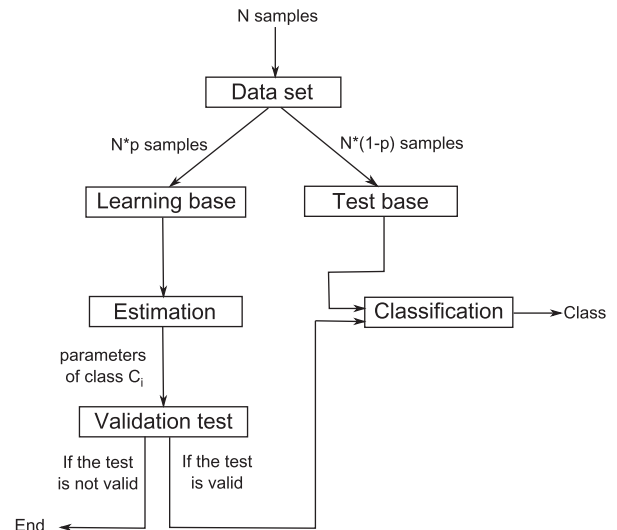 N samples
Data set
N*p samples
N*(1-p) samples
Learning base
Test base
Estimation
Classification
Class
parameters
of class Ci
Validation test
If the test
is not valid
If the test
is valid
End